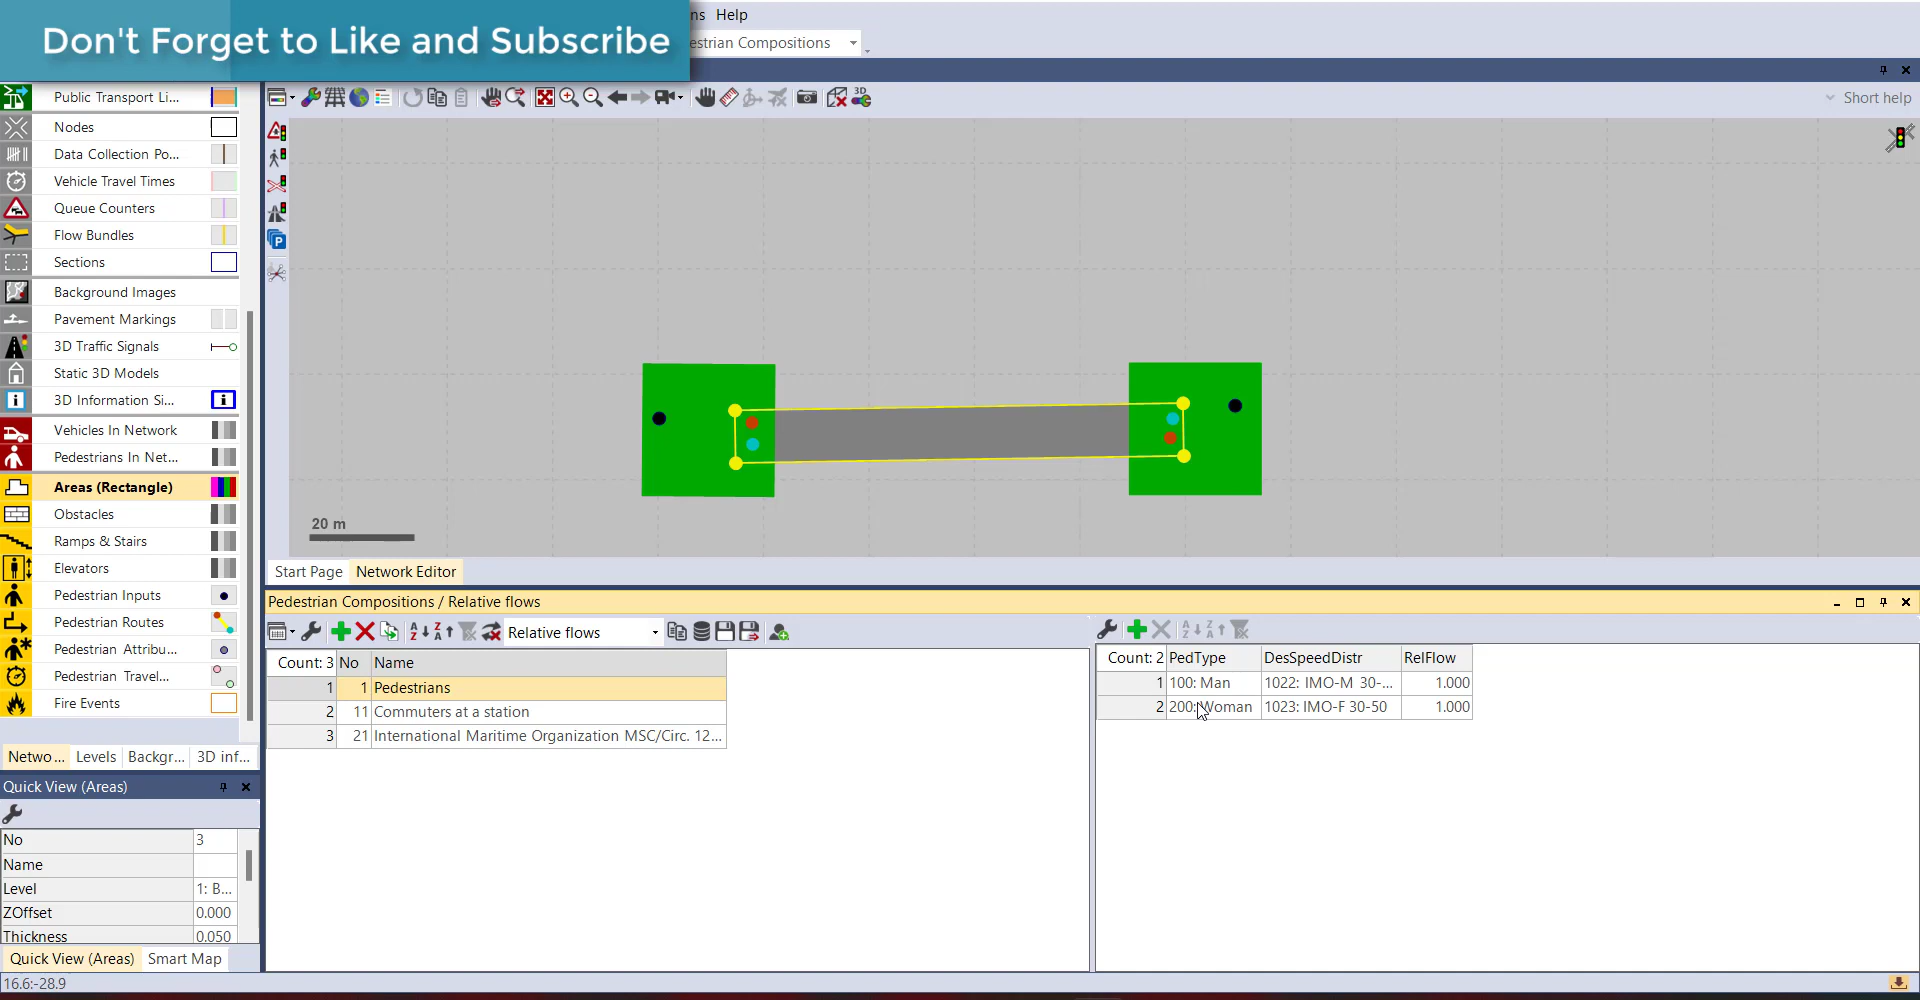 Don't Forget to Like and Subscribe
ns Help
estrian Compositions
Public Transport Li...
Short help
Nodes
Data Collection Po...
Vehicle Travel Times
Queue Counters
Flow Bundles
Sections
Background Images
Pavement Markings
3D Traffic Signals
Static 3D Models
3D Information Si...
Vehicles In Network
Pedestrians In Net...
Areas (Rectangle)
Obstacles
Ramps & Stairs
Elevators
Pedestrian Inputs
Pedestrian Routes
Pedestrian Attribu...
Pedestrian Travel...
Fire Events
Netwo... Levels Backgr... 3D inf...
Quick View (Areas)
No 3
Name
Level 1: B...
ZOffset 0.000
Thickness 0.050
Quick View (Areas) Smart Map
16.6:-28.9
3D
20 m
Start Page Network Editor
Pedestrian Compositions / Relative flows
Relative flows
Count: 3 No Name
1 1 Pedestrians
2 11 Commuters at a station
3 21 International Maritime Organization MSC/Circ. 12...
Count: 2 PedType DesSpeedDistr RelFlow
1 100: Man 1022: IMO-M 30-... 1.000
2 200: Woman 1023: IMO-F 30-50 1.000